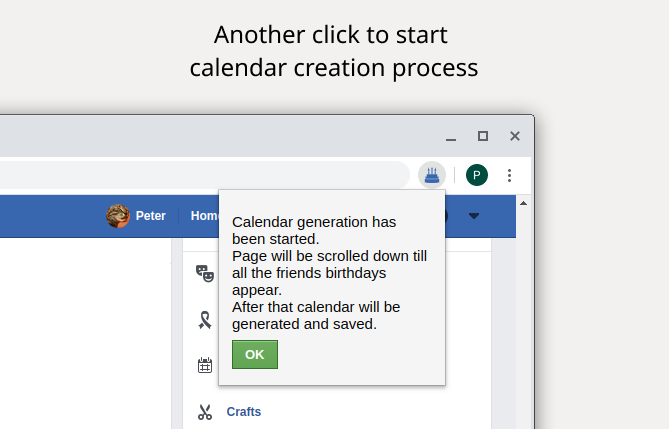 Another click to start
calendar creation process
P
Peter
Calendar generation has
been started.
Page will be scrolled down till
all the friends birthdays
appear.
After that calendar will be
generated and saved.
OK
Crafts